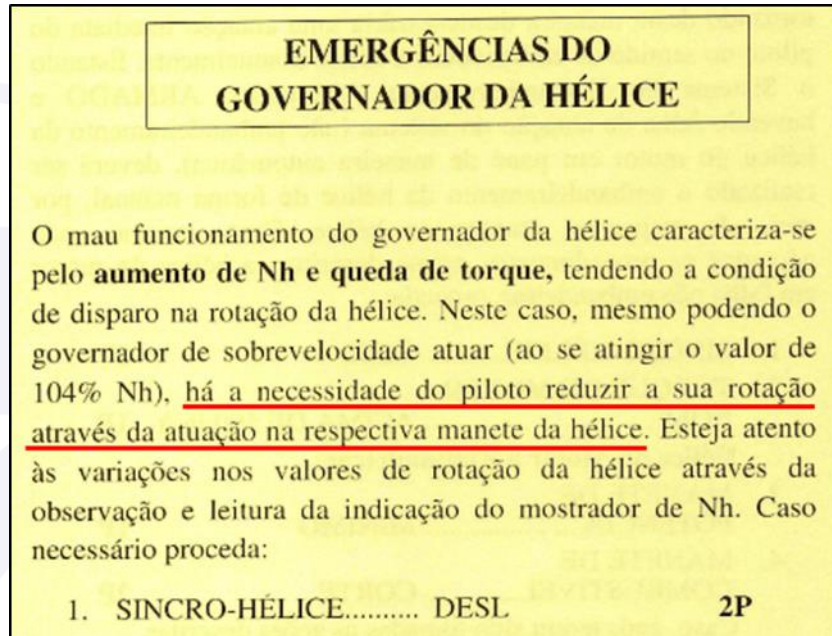 EMERGÊNCIAS DO
GOVERNADOR DA HÉLICE
O mau funcionamento do governador da hélice caracteriza-se
pelo aumento de Nh e queda de torque, tendendo a condição
de disparo na rotação da hélice. Neste caso, mesmo podendo o
governador de sobrevelocidade atuar (ao se atingir o valor de
104% Nh), há a necessidade do piloto reduzir a sua rotação
através da atuação na respectiva manete da hélice. Esteja atento
às variações nos valores de rotação da hélice através da
observação e leitura da indicação do mostrador de Nh. Caso
necessário proceda:
1. SINCRO-HÉLICE.......... DESL 2P